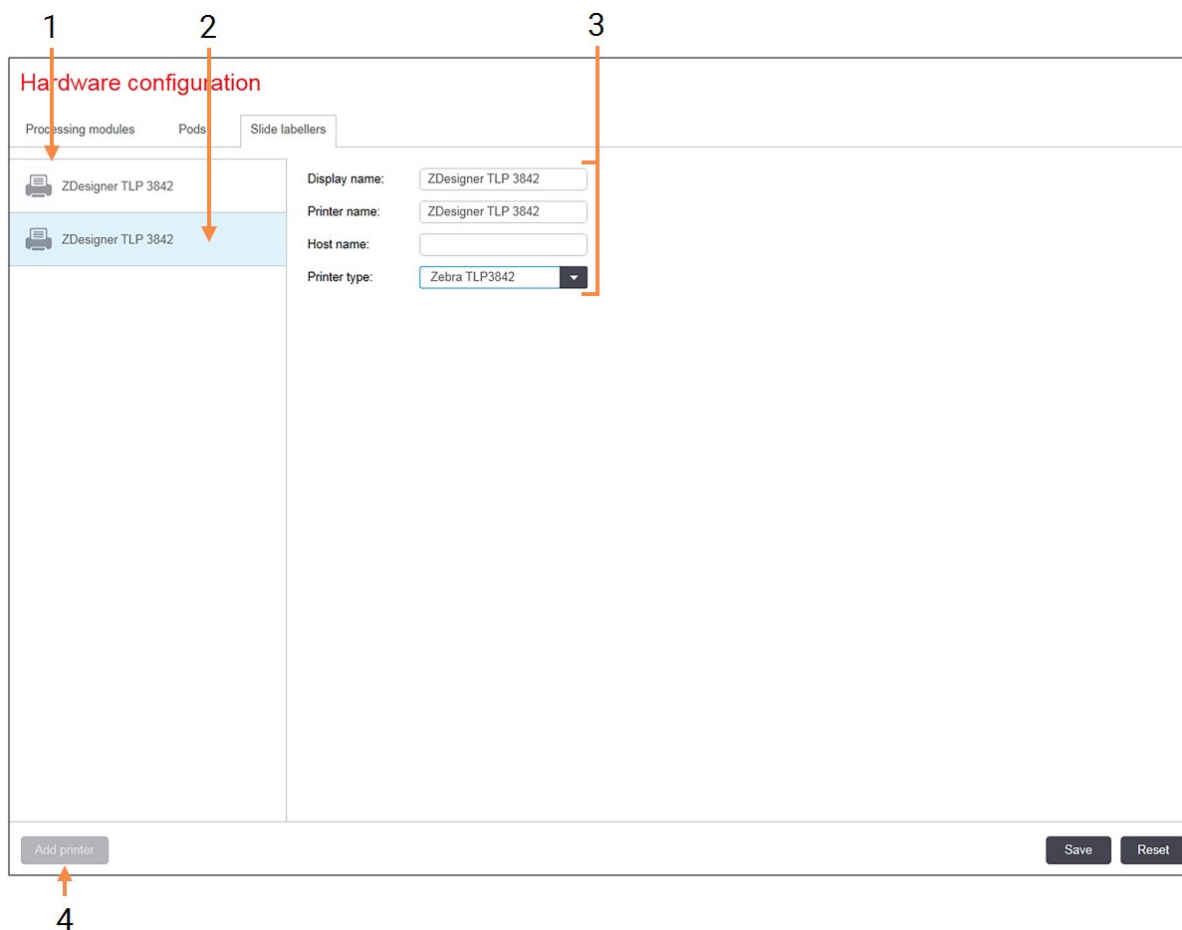 1 2 3
Hardware configuration
Processing modules Pods Slide labellers
ZDesigner TLP 3842
ZDesigner TLP 3842
Display name: ZDesigner TLP 3842
Printer name: ZDesigner TLP 3842
Host name:
Printer type: Zebra TLP3842
Add printer Save Reset
4